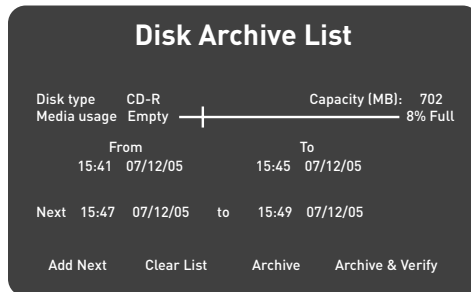 Disk Archive List
Disk type CD-R Capacity (MB): 702
Media usage Empty 8% Full
From To
15:41 07/12/05 15:45 07/12/05
Next 15:47 07/12/05 to 15:49 07/12/05
Add Next Clear List Archive Archive & Verify